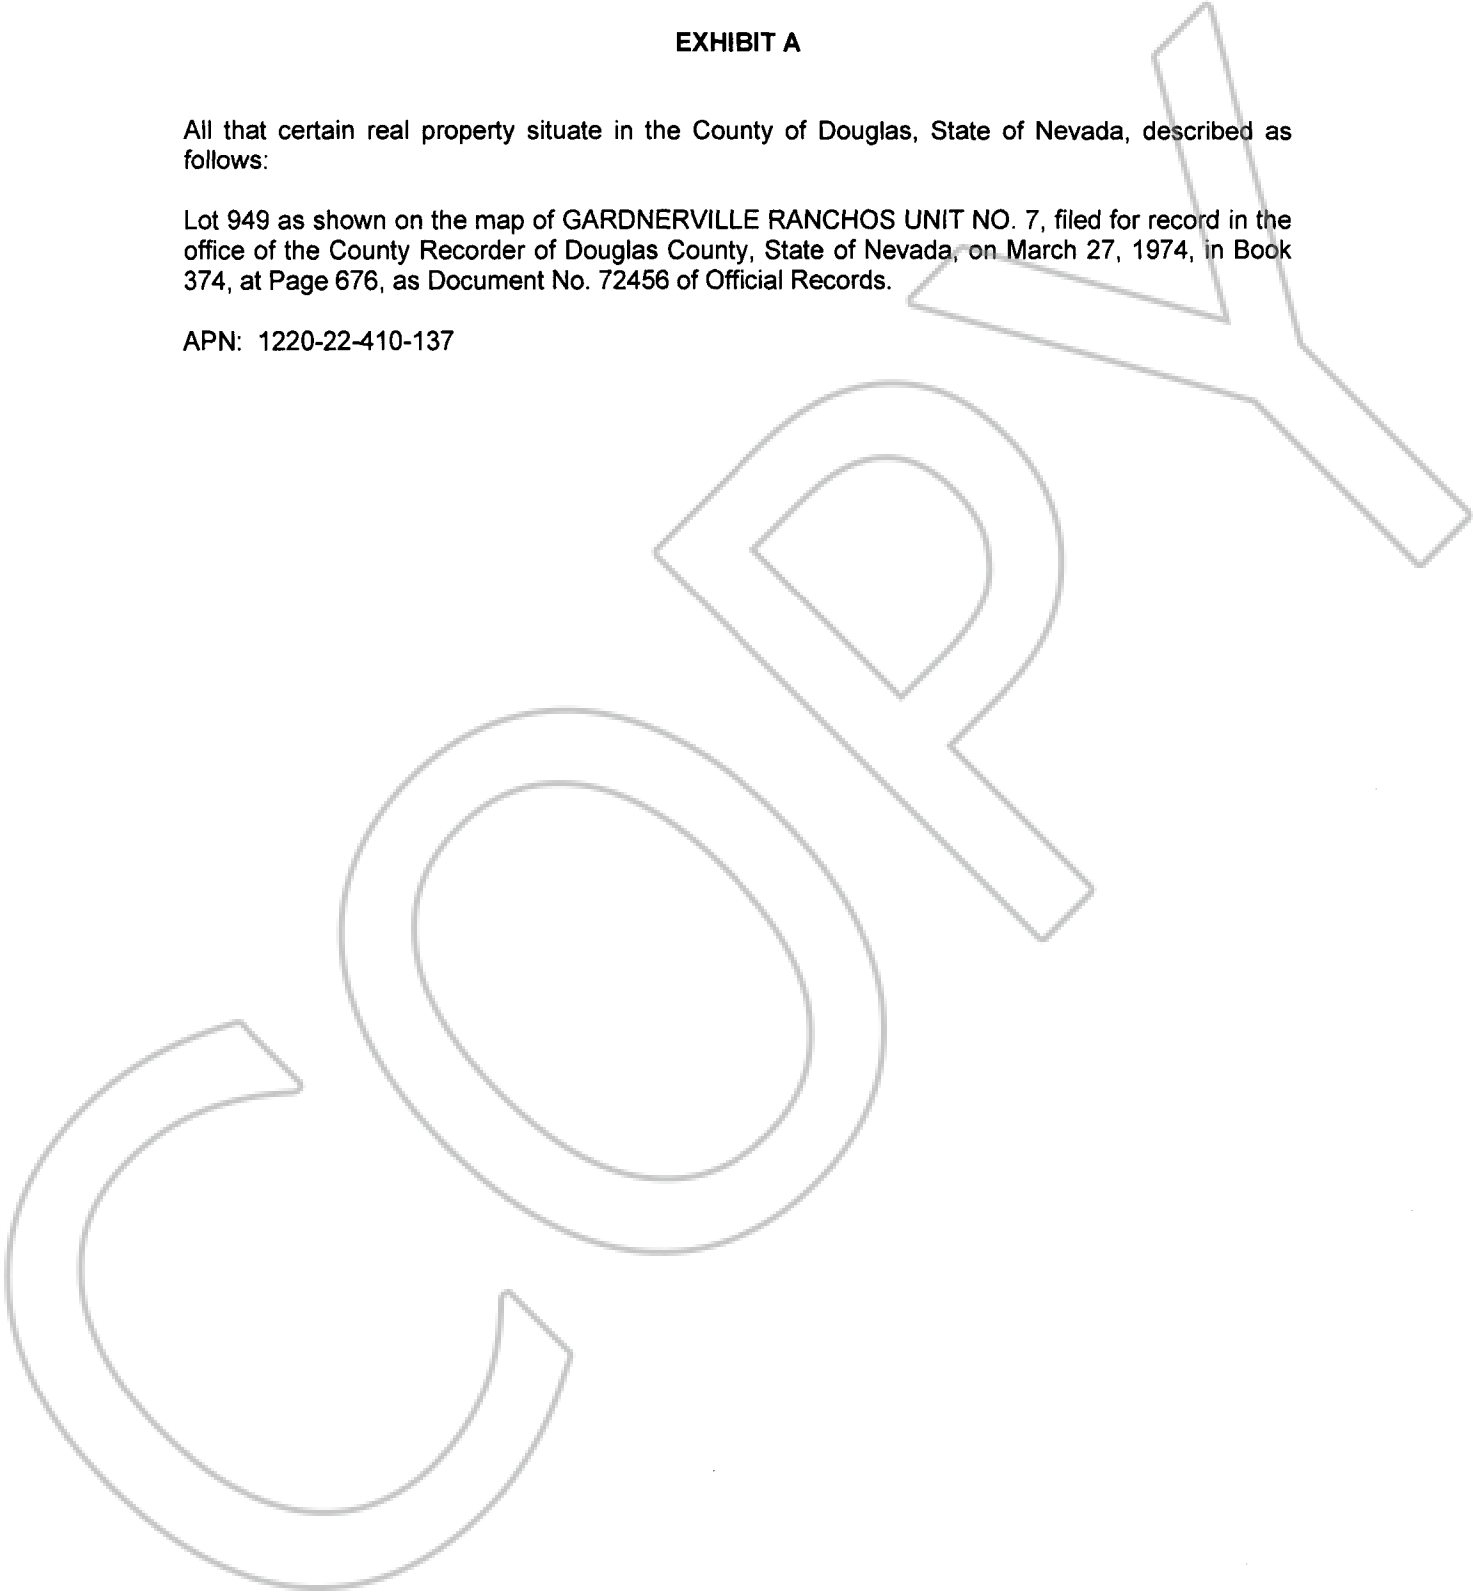 EXHIBIT A
All that certain real property situate in the County of Douglas, State of Nevada, described as
follows:
Lot 949 as shown on the map of GARDNERVILLE RANCHOS UNIT NO. 7, filed for record in the
office of the County Recorder of Douglas County, State of Nevada, on March 27, 1974, in Book
374, at Page 676, as Document No. 72456 of Official Records.
APN: 1220-22-410-137
COPY